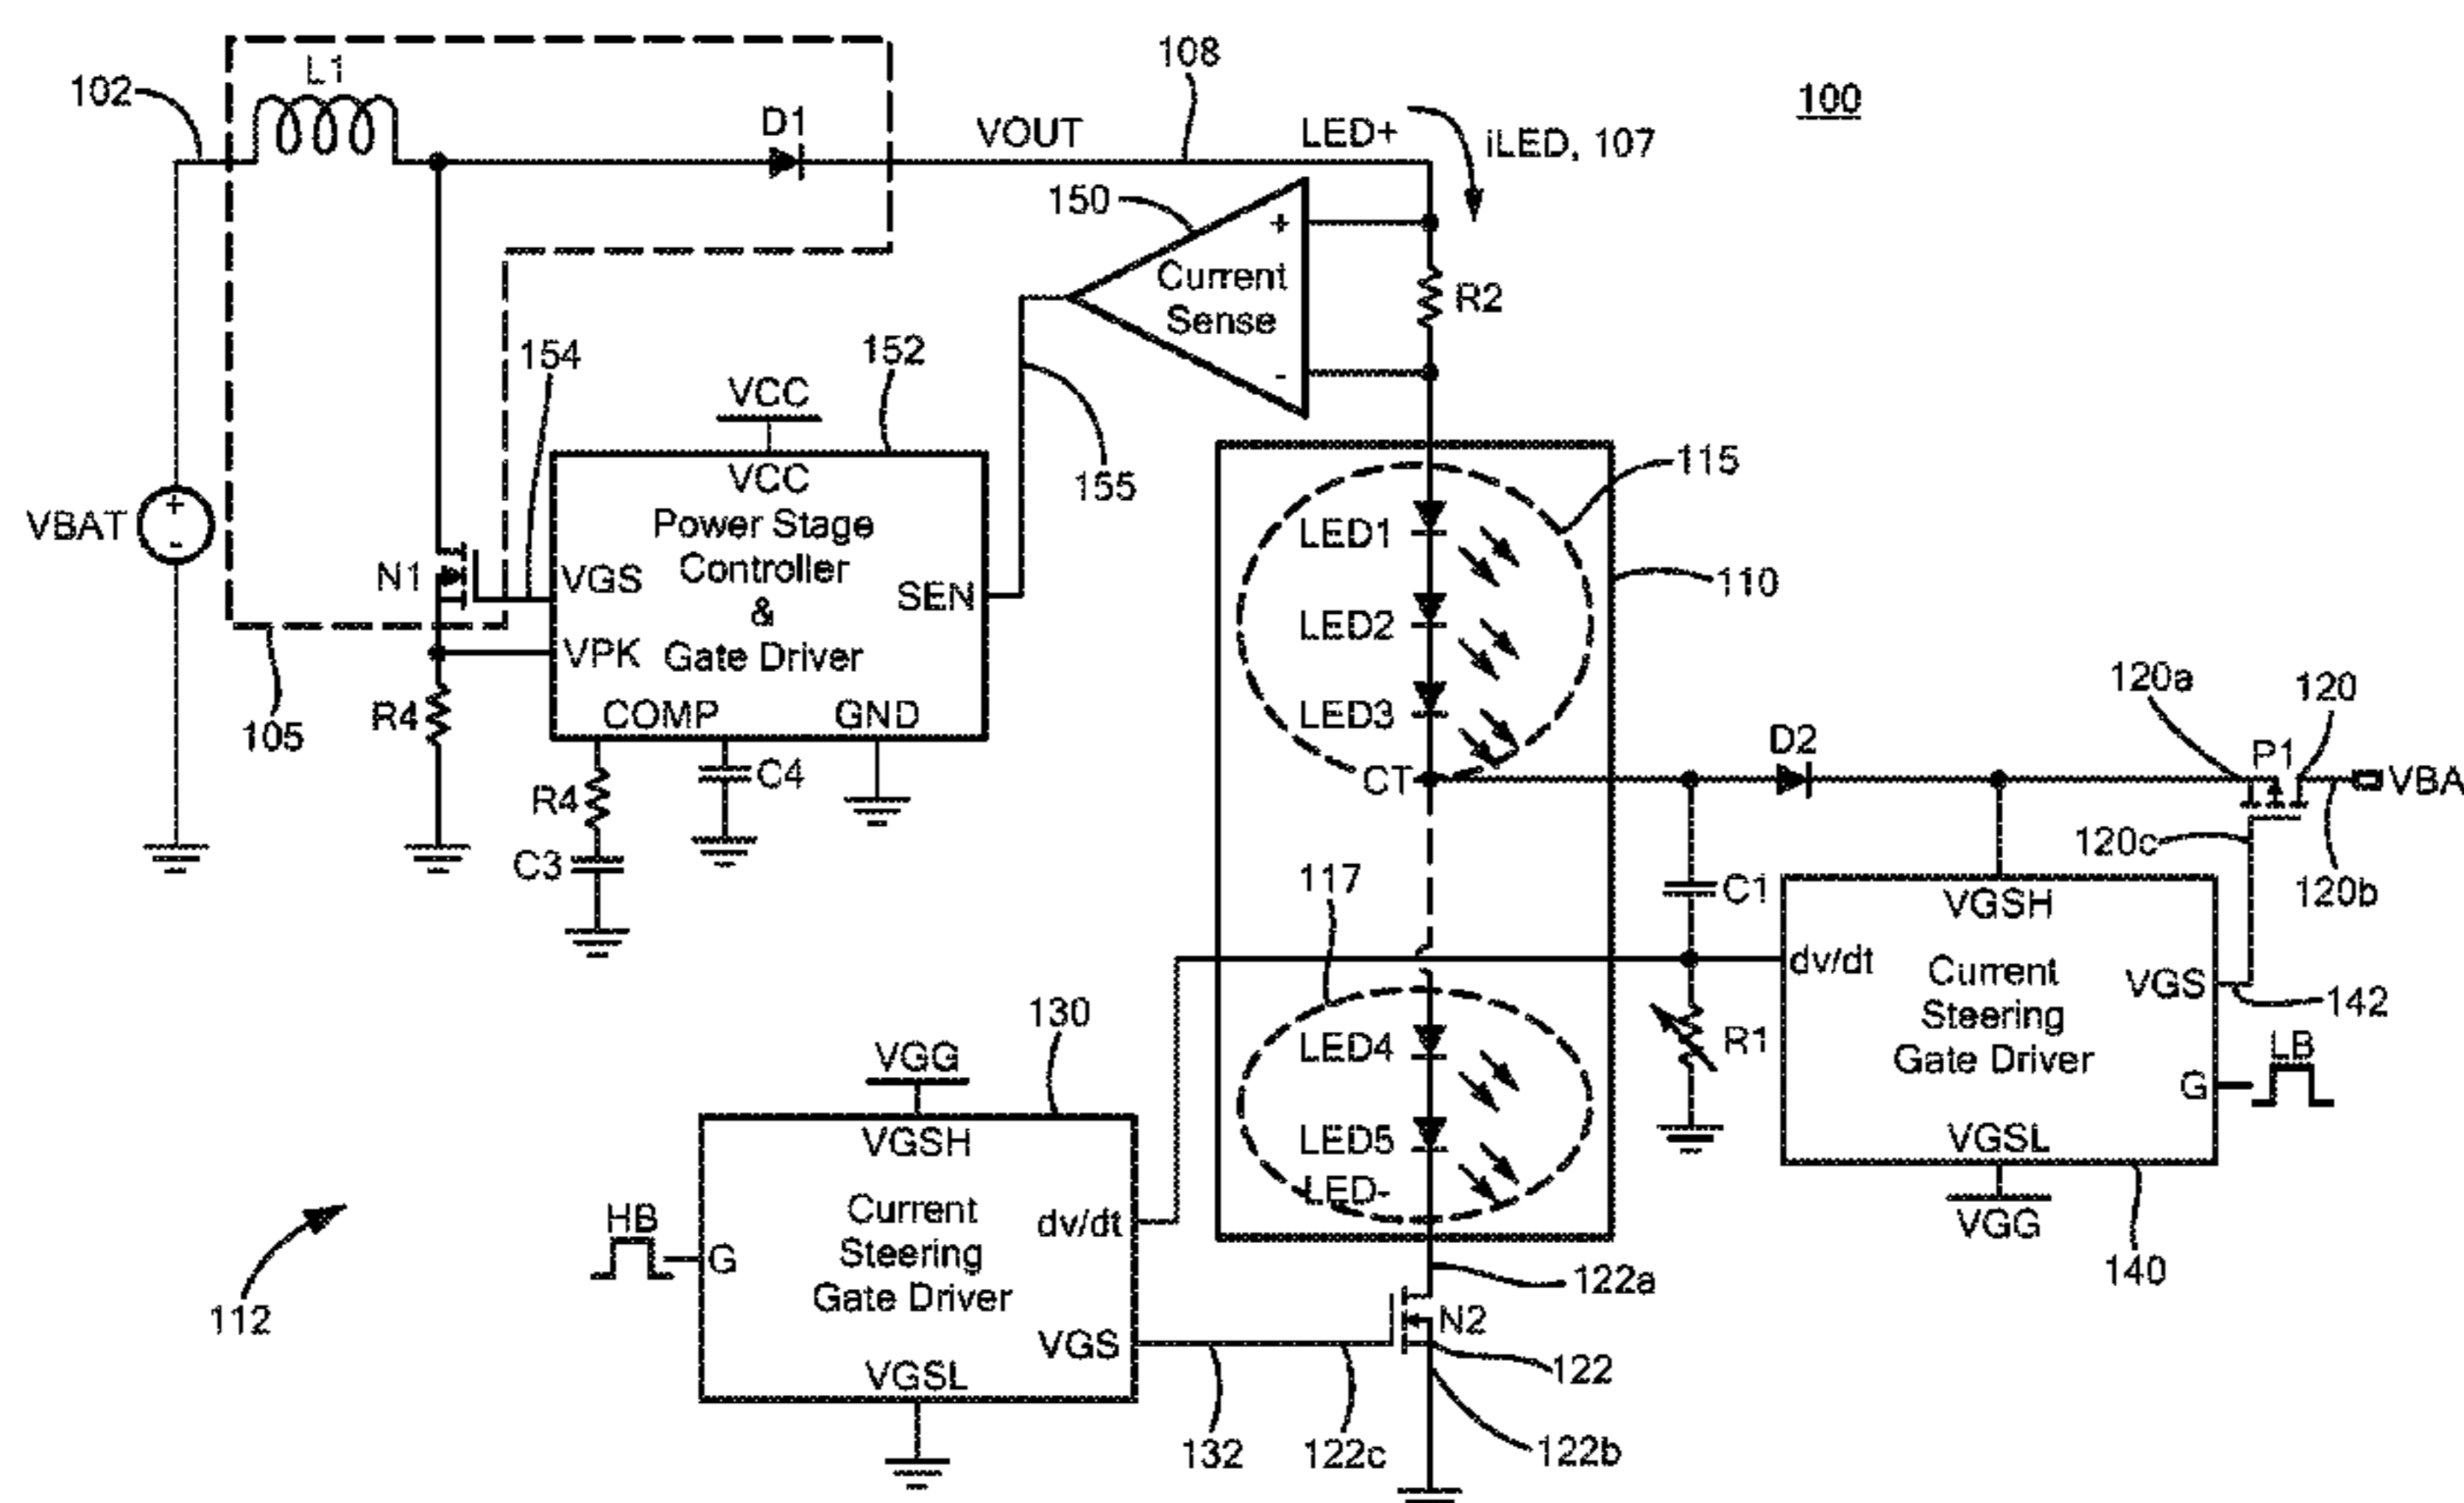 100
102
L1
D1
VOUT
108
LED+
iLED, 107
150
+
Current
Sense
-
R2
154
152
155
VCC
VCC
Power Stage
Controller
&
Gate Driver
VGS
VPK
SEN
COMP
GND
VBAT
+
-
N1
R4
105
R4
C3
C4
115
110
LED1
LED2
LED3
CT
D2
120a
120
P1
VBA
120c
120b
C1
117
VGSH
dv/dt
Current
Steering
Gate Driver
VGS
142
LB
G
VGSL
VGG
140
R1
LED4
LED5
LED-
130
VGG
VGSH
Current
Steering
Gate Driver
dv/dt
HB
G
VGS
VGSL
112
122a
N2
122
122b
132
122c